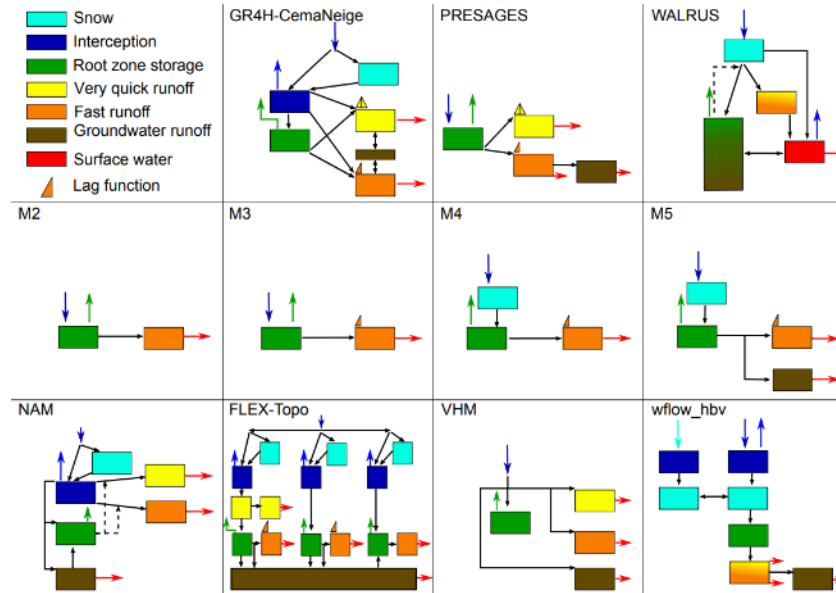 Snow
Interception
Root zone storage
Very quick runoff
Fast runoff
Groundwater runoff
Surface water
Lag function
GR4H-CemaNeige
PRESAGES
WALRUS
M2
M3
M4
M5
NAM
FLEX-Topo
VHM
wflow_hbv